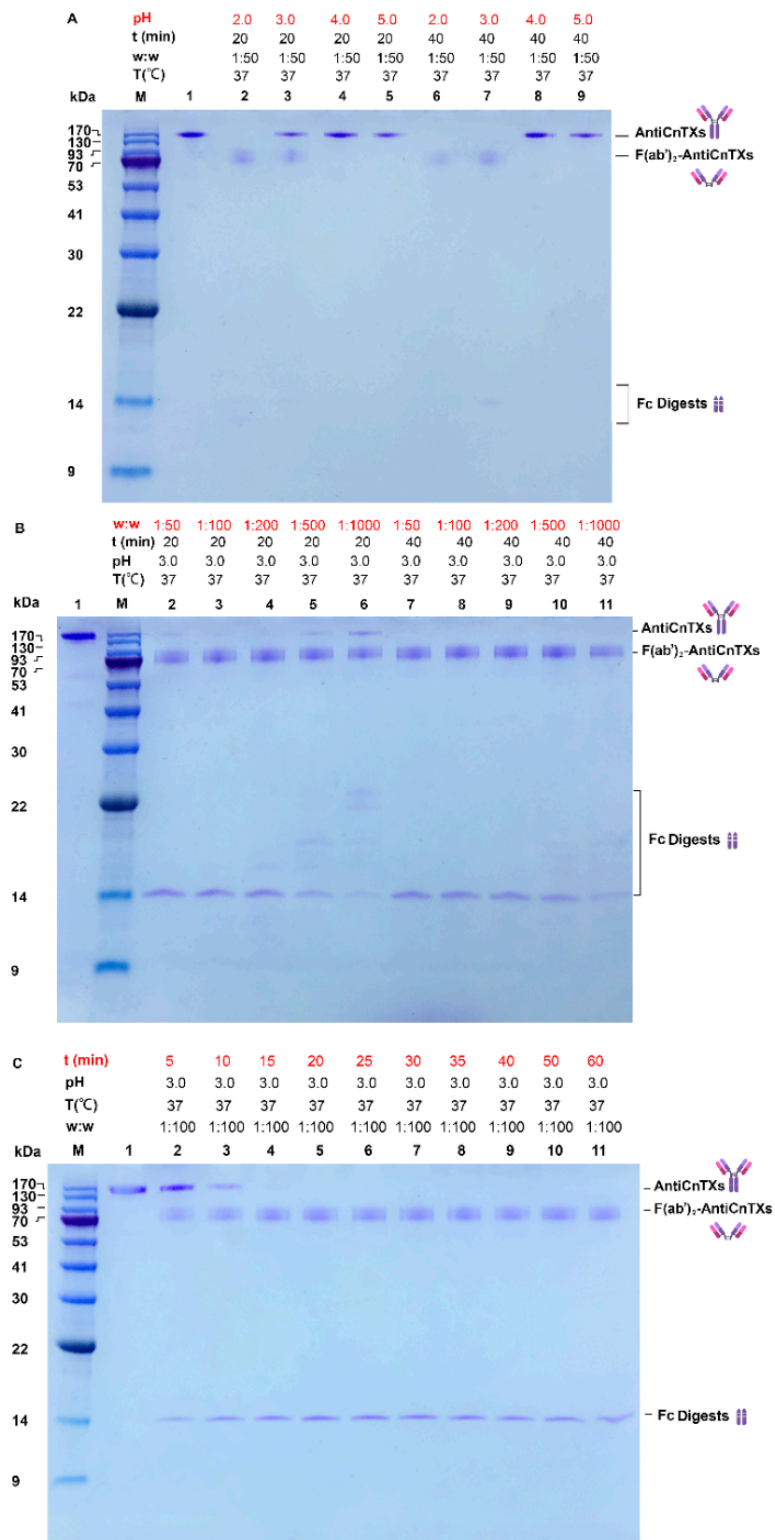 A
pH 2.0 3.0 4.0 5.0 2.0 3.0 4.0 5.0
t (min) 20 20 20 20 40 40 40 40
w:w 1:50 1:50 1:50 1:50 1:50 1:50 1:50 1:50
T(℃) 37 37 37 37 37 37 37 37
kDa M 1 2 3 4 5 6 7 8 9
170
130
93
70
53
41
30
22
14
9
AntiCnTXs
F(ab')₂-AntiCnTXs
Fc Digests
B
w:w 1:50 1:100 1:200 1:500 1:1000 1:50 1:100 1:200 1:500 1:1000
t (min) 20 20 20 20 20 40 40 40 40 40
pH 3.0 3.0 3.0 3.0 3.0 3.0 3.0 3.0 3.0 3.0
T(℃) 37 37 37 37 37 37 37 37 37 37
kDa 1 M 2 3 4 5 6 7 8 9 10 11
170
130
93
70
53
41
30
22
14
9
AntiCnTXs
F(ab')₂-AntiCnTXs
Fc Digests
C
t (min) 5 10 15 20 25 30 35 40 50 60
pH 3.0 3.0 3.0 3.0 3.0 3.0 3.0 3.0 3.0 3.0
T(℃) 37 37 37 37 37 37 37 37 37 37
w:w 1:100 1:100 1:100 1:100 1:100 1:100 1:100 1:100 1:100 1:100
kDa M 1 2 3 4 5 6 7 8 9 10 11
170
130
93
70
53
41
30
22
14
9
AntiCnTXs
F(ab')₂-AntiCnTXs
Fc Digests